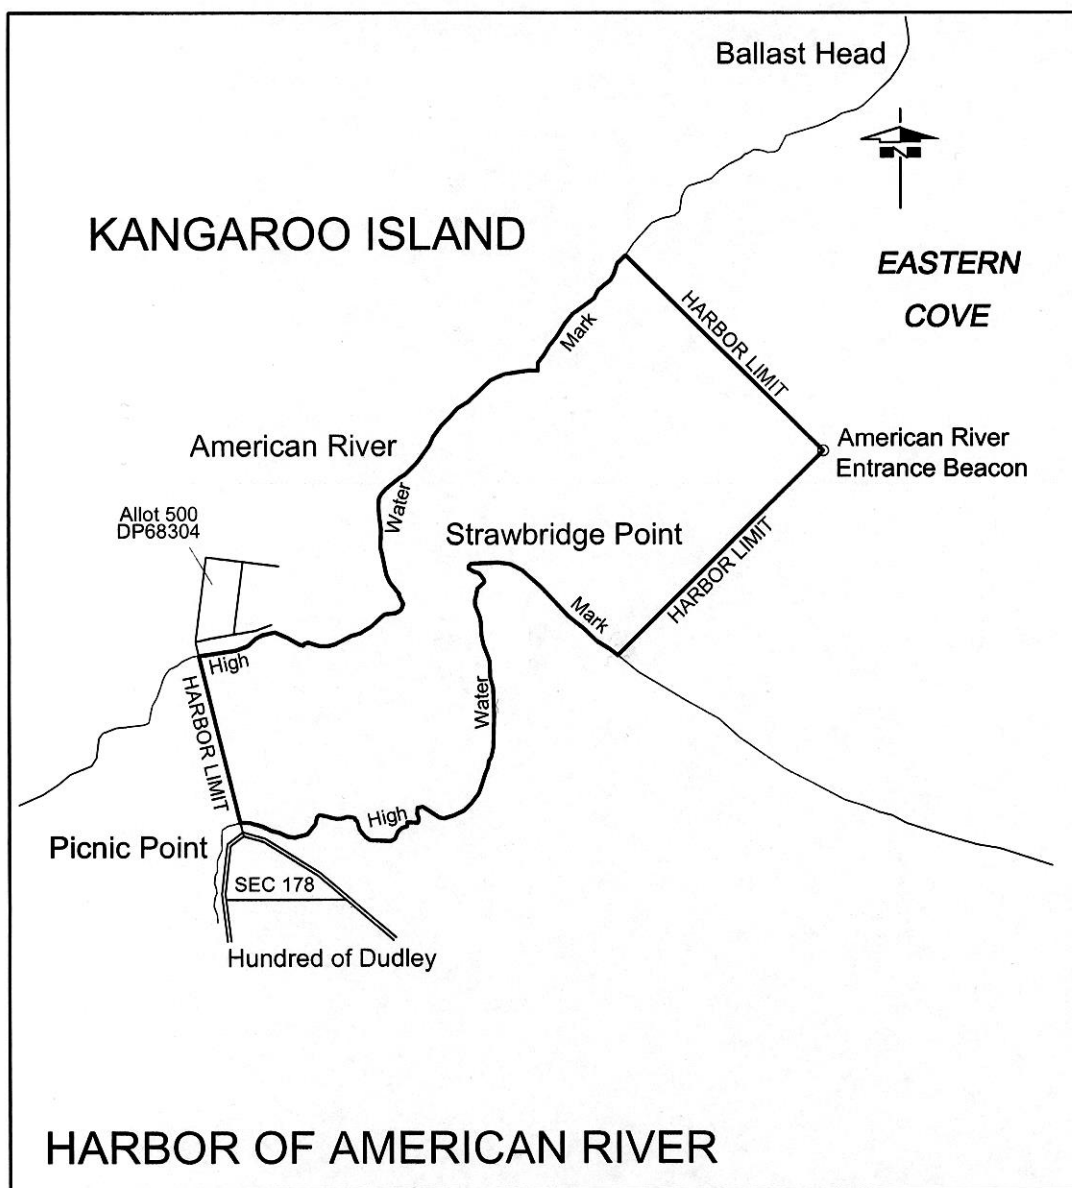 Ballast Head
N
KANGAROO ISLAND
EASTERN
COVE
HARBOR LIMIT
Mark
American River
American River
Entrance Beacon
Water
Allot 500
DP68304
Strawbridge Point
HARBOR LIMIT
Mark
High
Water
HARBOR LIMIT
High
Picnic Point
SEC 178
Hundred of Dudley
HARBOR OF AMERICAN RIVER